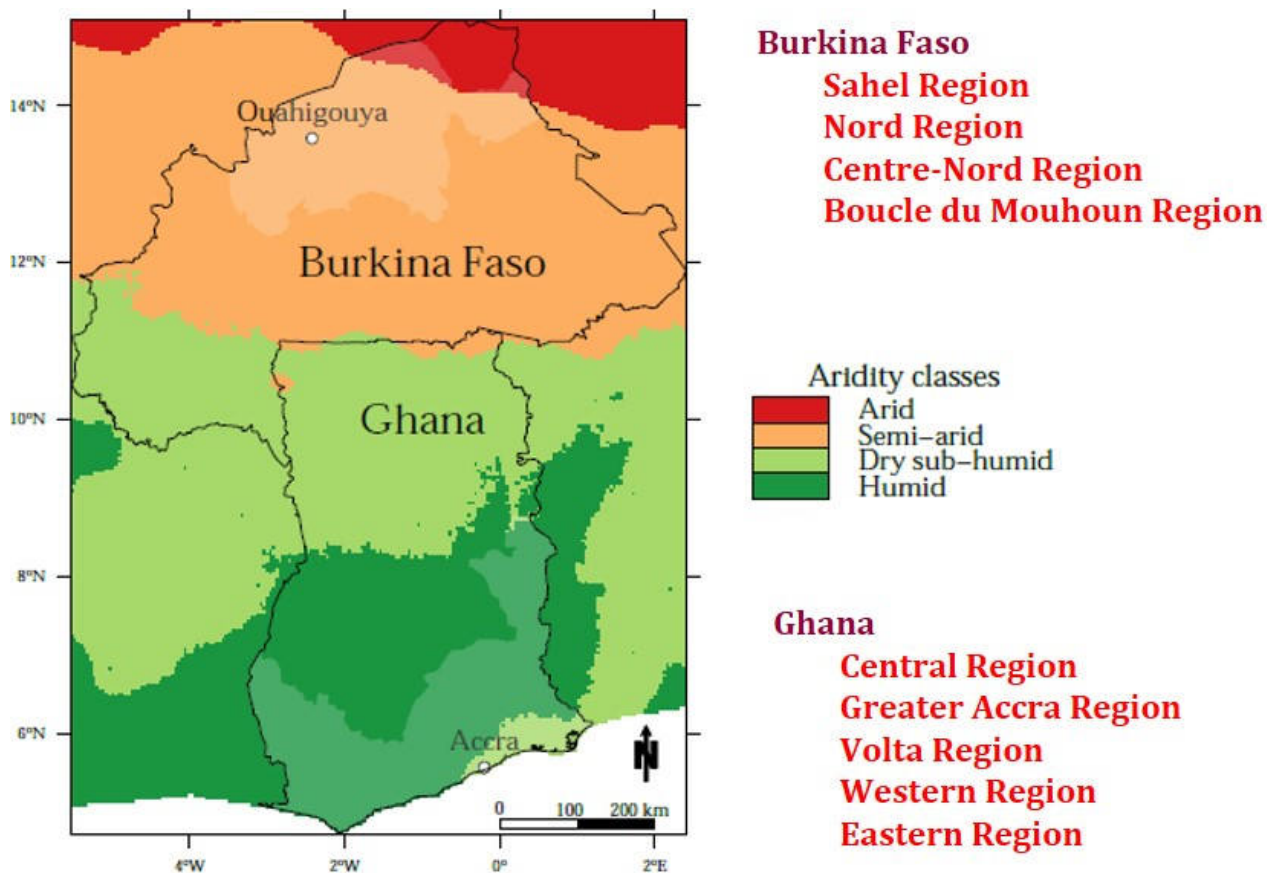 Burkina Faso
Sahel Region
Nord Region
Centre-Nord Region
Boucle du Mouhoun Region
14°N
12°N
10°N
8°N
6°N
Ouahigouya
Burkina Faso
Ghana
Accra
N
0 100 200 km
4°W 2°W 0° 2°E
Aridity classes
Arid
Semi-arid
Dry sub-humid
Humid
Ghana
Central Region
Greater Accra Region
Volta Region
Western Region
Eastern Region